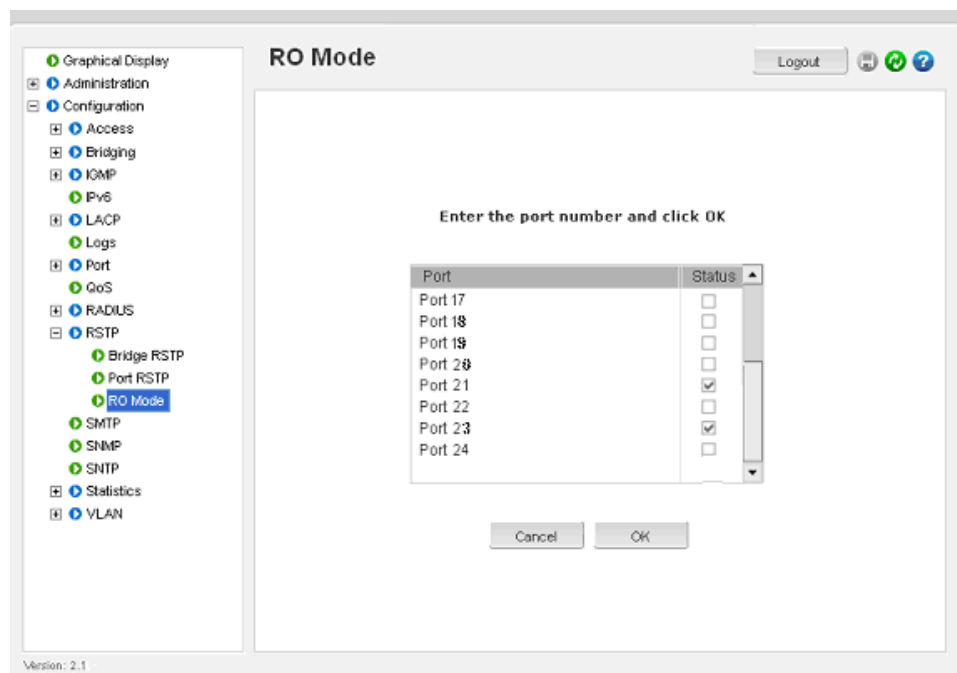 RO Mode
Logout
Graphical Display
Administration
Configuration
Access
Bridging
IGMP
IPv6
LACP
Logs
Port
QoS
RADIUS
RSTP
Bridge RSTP
Port RSTP
RO Mode
SMTP
SNMP
SNTP
Statistics
VLAN
Enter the port number and click OK
Port Status
Port 17
Port 18
Port 19
Port 20
Port 21
Port 22
Port 23
Port 24
Cancel OK
Version: 2.1